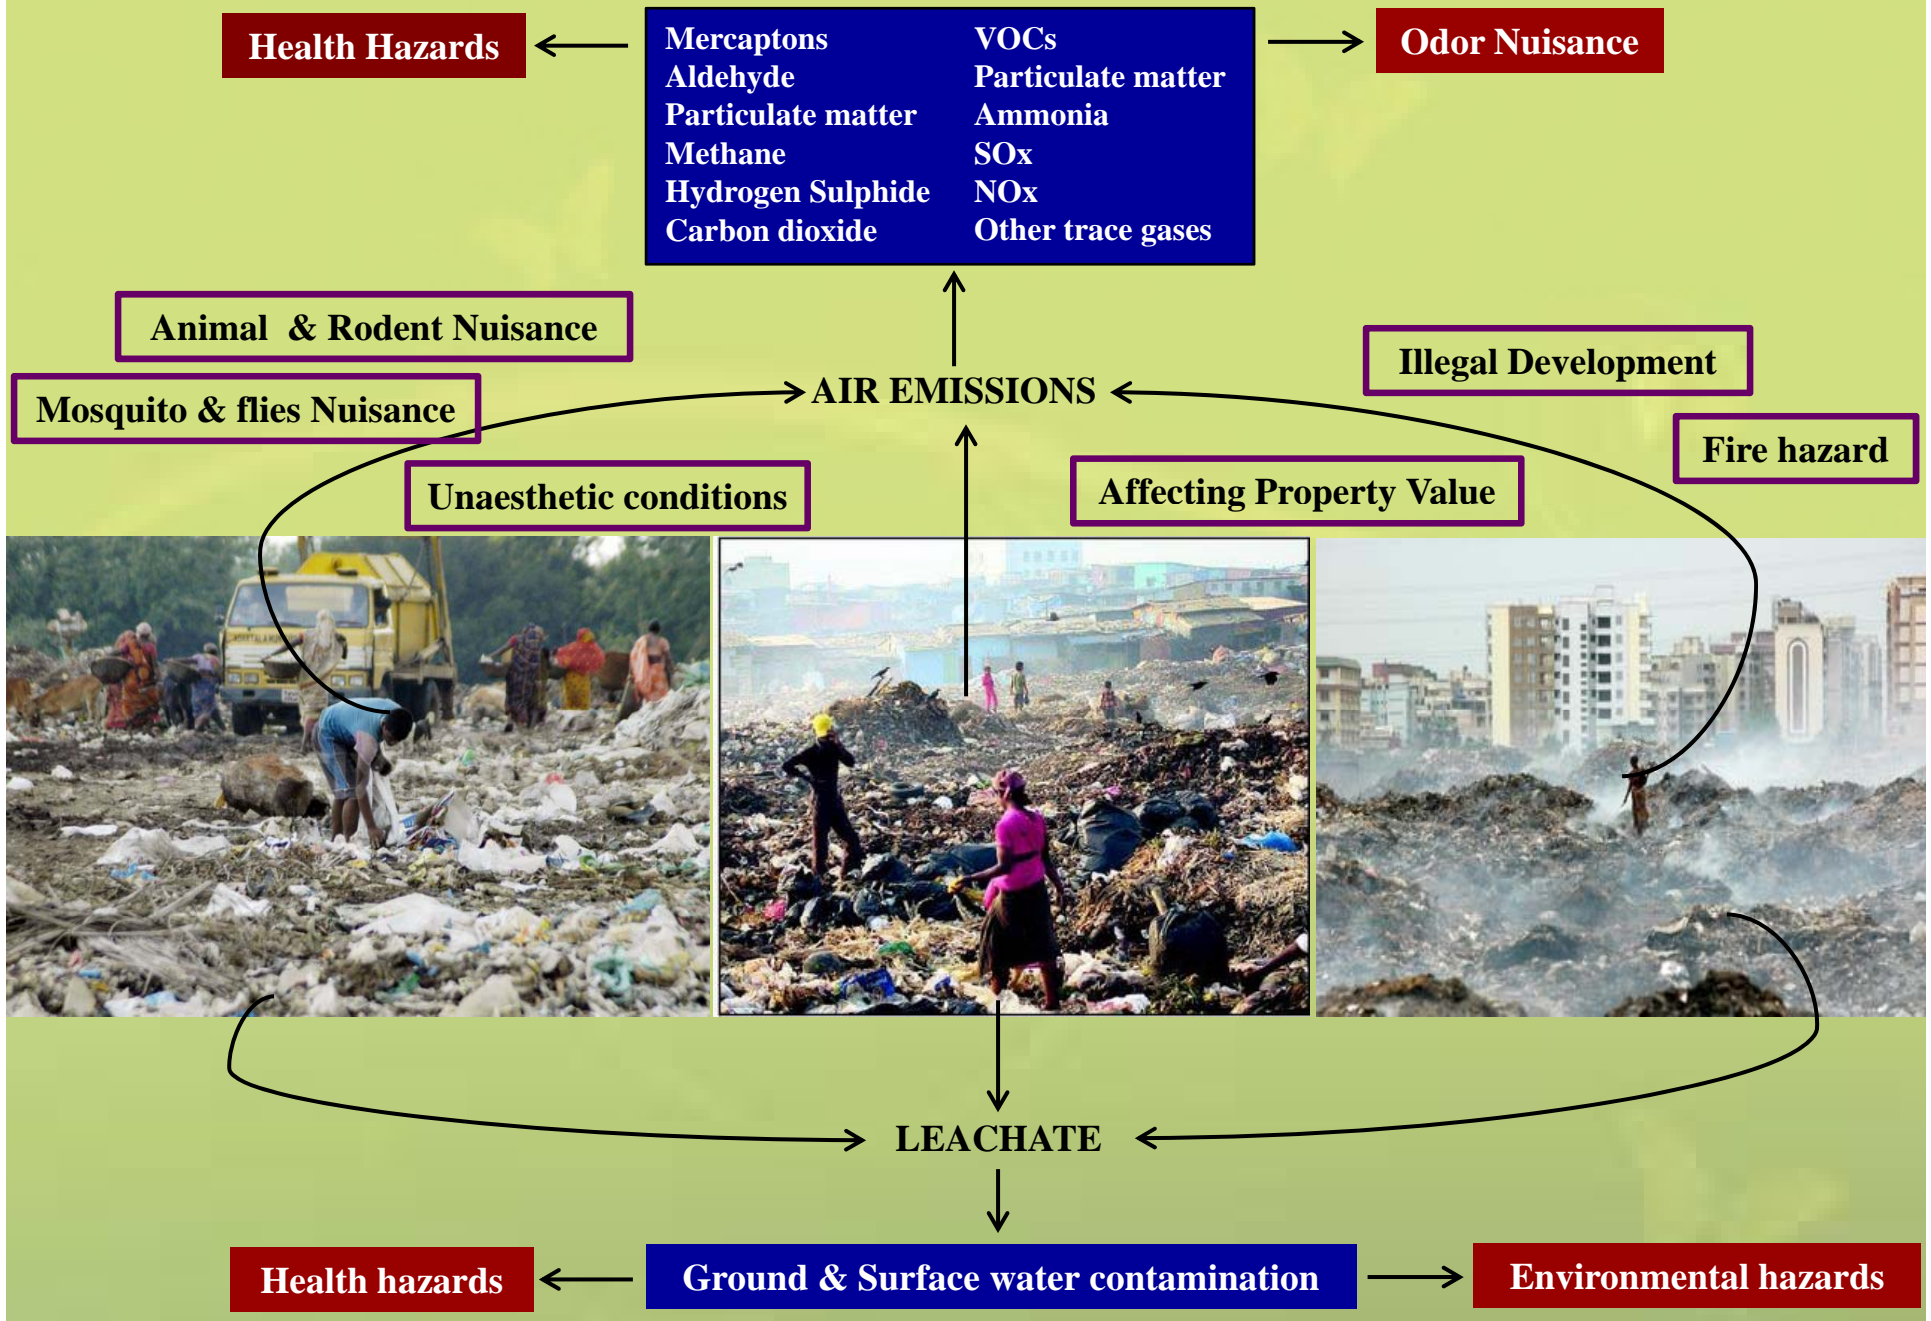 Health Hazards
Mercaptons
Aldehyde
Particulate matter
Methane
Hydrogen Sulphide
Carbon dioxide
VOCs
Particulate matter
Ammonia
SOx
NOx
Other trace gases
Odor Nuisance
Animal & Rodent Nuisance
Mosquito & flies Nuisance
Unaesthetic conditions
AIR EMISSIONS
Illegal Development
Fire hazard
Affecting Property Value
LEACHATE
Health hazards
Ground & Surface water contamination
Environmental hazards